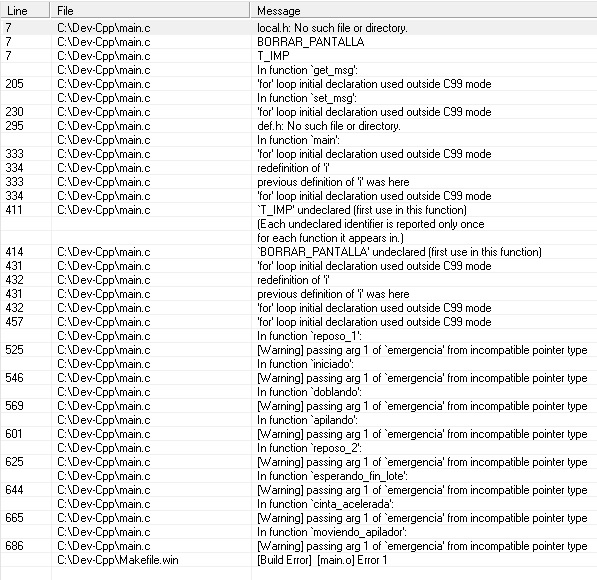 Line File Message
7 C:\Dev-Cpp\main.c local.h: No such file or directory.
7 C:\Dev-Cpp\main.c BORRAR_PANTALLA
7 C:\Dev-Cpp\main.c T_IMP
C:\Dev-Cpp\main.c In function `get_msg':
205 C:\Dev-Cpp\main.c 'for' loop initial declaration used outside C99 mode
C:\Dev-Cpp\main.c In function `set_msg':
230 C:\Dev-Cpp\main.c 'for' loop initial declaration used outside C99 mode
295 C:\Dev-Cpp\main.c def.h: No such file or directory.
C:\Dev-Cpp\main.c In function `main':
333 C:\Dev-Cpp\main.c 'for' loop initial declaration used outside C99 mode
334 C:\Dev-Cpp\main.c redefinition of 'i'
333 C:\Dev-Cpp\main.c previous definition of 'i' was here
334 C:\Dev-Cpp\main.c 'for' loop initial declaration used outside C99 mode
411 C:\Dev-Cpp\main.c `T_IMP' undeclared (first use in this function)
(Each undeclared identifier is reported only once
for each function it appears in.)
414 C:\Dev-Cpp\main.c `BORRAR_PANTALLA' undeclared (first use in this function)
431 C:\Dev-Cpp\main.c 'for' loop initial declaration used outside C99 mode
432 C:\Dev-Cpp\main.c redefinition of 'i'
431 C:\Dev-Cpp\main.c previous definition of 'i' was here
432 C:\Dev-Cpp\main.c 'for' loop initial declaration used outside C99 mode
457 C:\Dev-Cpp\main.c 'for' loop initial declaration used outside C99 mode
C:\Dev-Cpp\main.c In function `reposo_1':
525 C:\Dev-Cpp\main.c [Warning] passing arg 1 of `emergencia' from incompatible pointer type
C:\Dev-Cpp\main.c In function `iniciado':
546 C:\Dev-Cpp\main.c [Warning] passing arg 1 of `emergencia' from incompatible pointer type
C:\Dev-Cpp\main.c In function `doblando':
569 C:\Dev-Cpp\main.c [Warning] passing arg 1 of `emergencia' from incompatible pointer type
C:\Dev-Cpp\main.c In function `apilando':
601 C:\Dev-Cpp\main.c [Warning] passing arg 1 of `emergencia' from incompatible pointer type
C:\Dev-Cpp\main.c In function `reposo_2':
625 C:\Dev-Cpp\main.c [Warning] passing arg 1 of `emergencia' from incompatible pointer type
C:\Dev-Cpp\main.c In function `esperando_fin_lote':
644 C:\Dev-Cpp\main.c [Warning] passing arg 1 of `emergencia' from incompatible pointer type
C:\Dev-Cpp\main.c In function `cinta_acelerada':
665 C:\Dev-Cpp\main.c [Warning] passing arg 1 of `emergencia' from incompatible pointer type
C:\Dev-Cpp\main.c In function `moviendo_apilador':
686 C:\Dev-Cpp\main.c [Warning] passing arg 1 of `emergencia' from incompatible pointer type
C:\Dev-Cpp\Makefile.win [Build Error] [main.o] Error 1